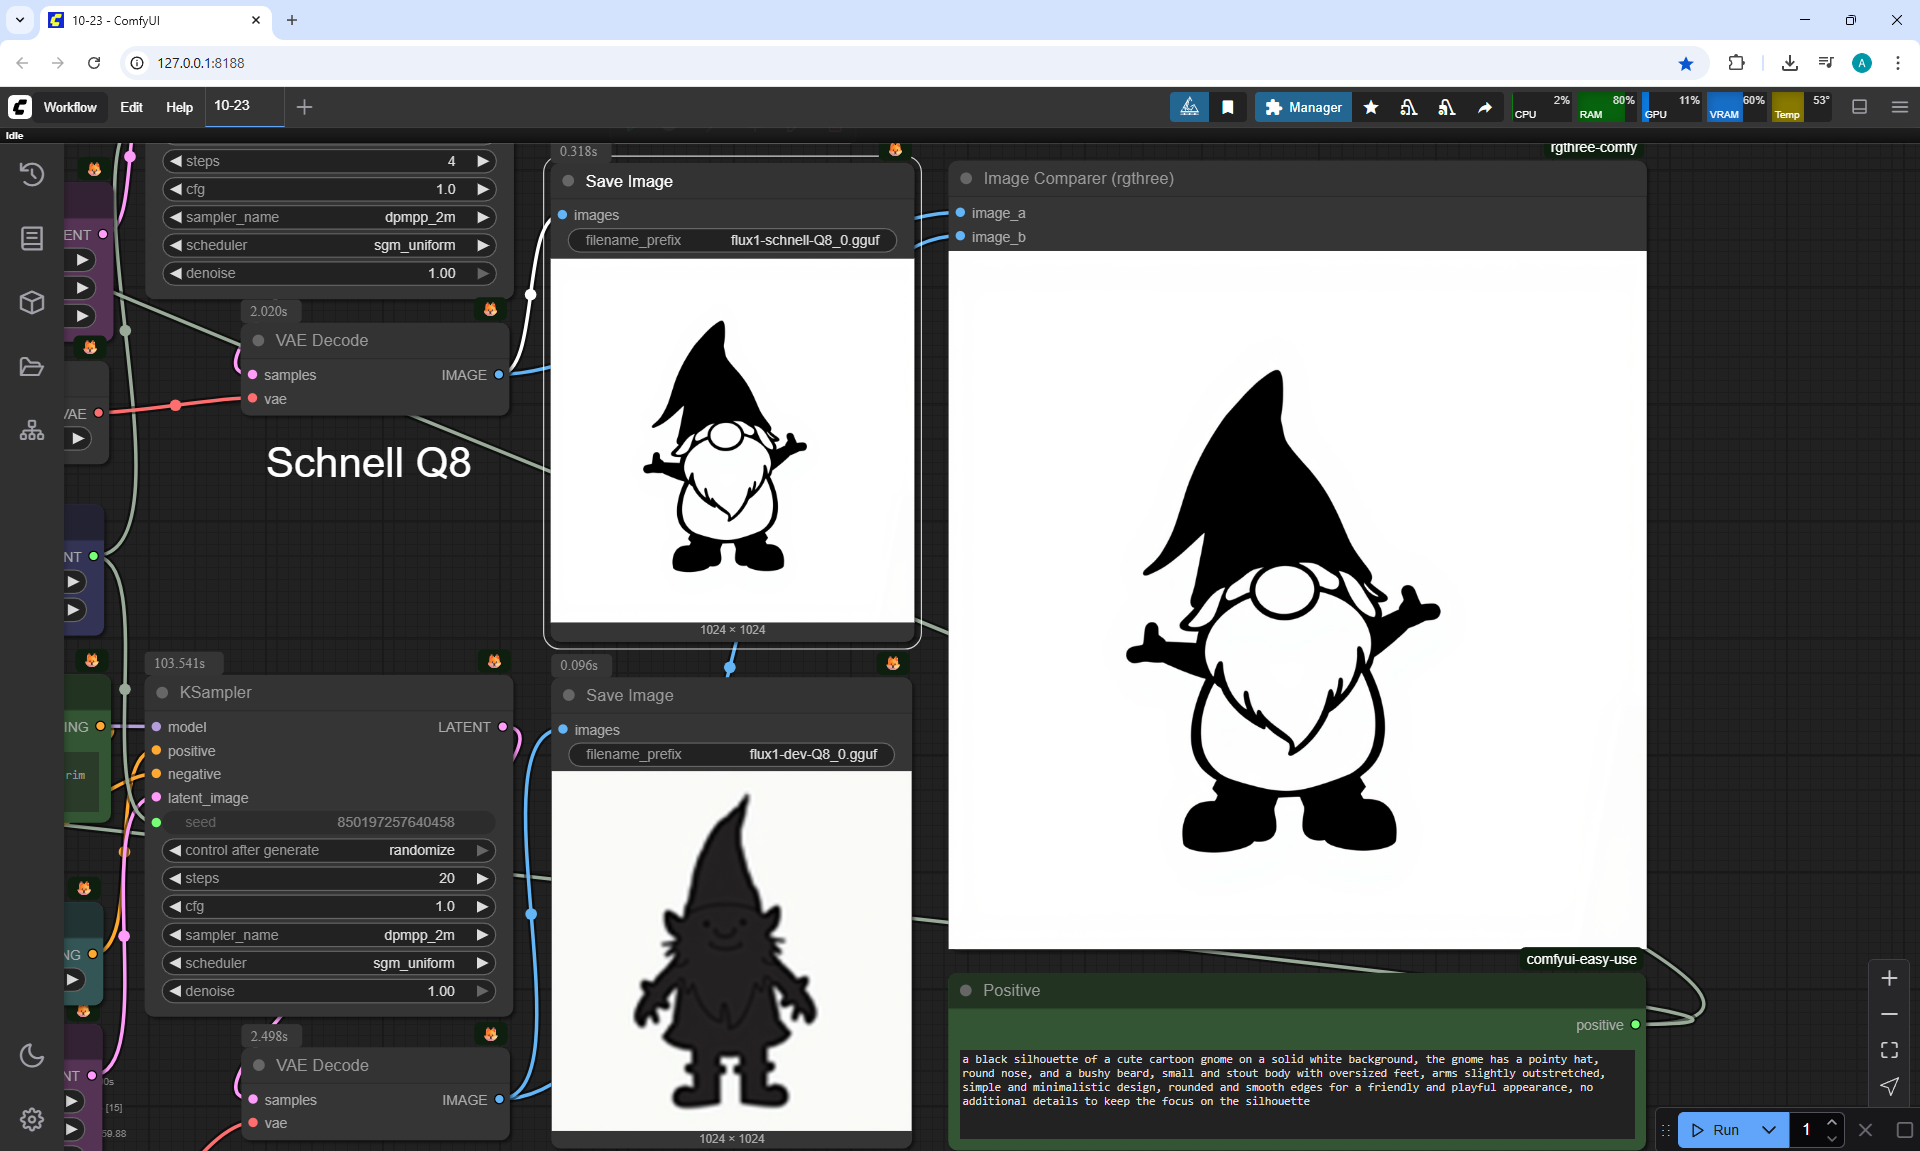 10-23 - ComfyUI
127.0.0.1:8188
A
Workflow
Edit
Help
10-23
Manager
CPU 2%
RAM 80%
GPU 11%
VRAM 60%
Temp 53°
Idle
steps 4
cfg 1.0
sampler_name dpmpp_2m
scheduler sgm_uniform
denoise 1.00
0.318s
Save Image
images
filename_prefix flux1-schnell-Q8_0.gguf
1024 × 1024
rgthree-comfy
Image Comparer (rgthree)
image_a
image_b
ENT
2.020s
VAE Decode
samples IMAGE
vae
VAE
Schnell Q8
NT
103.541s
KSampler
model LATENT
positive
negative
latent_image
seed 850197257640458
control after generate randomize
steps 20
cfg 1.0
sampler_name dpmpp_2m
scheduler sgm_uniform
denoise 1.00
ING
rim
NG
0.096s
Save Image
images
filename_prefix flux1-dev-Q8_0.gguf
1024 × 1024
2.498s
VAE Decode
samples IMAGE
vae
NT
0s
[15]
59.88
comfyui-easy-use
Positive
positive
a black silhouette of a cute cartoon gnome on a solid white background, the gnome has a pointy hat,
round nose, and a bushy beard, small and stout body with oversized feet, arms slightly outstretched,
simple and minimalistic design, rounded and smooth edges for a friendly and playful appearance, no
additional details to keep the focus on the silhouette
Run
1